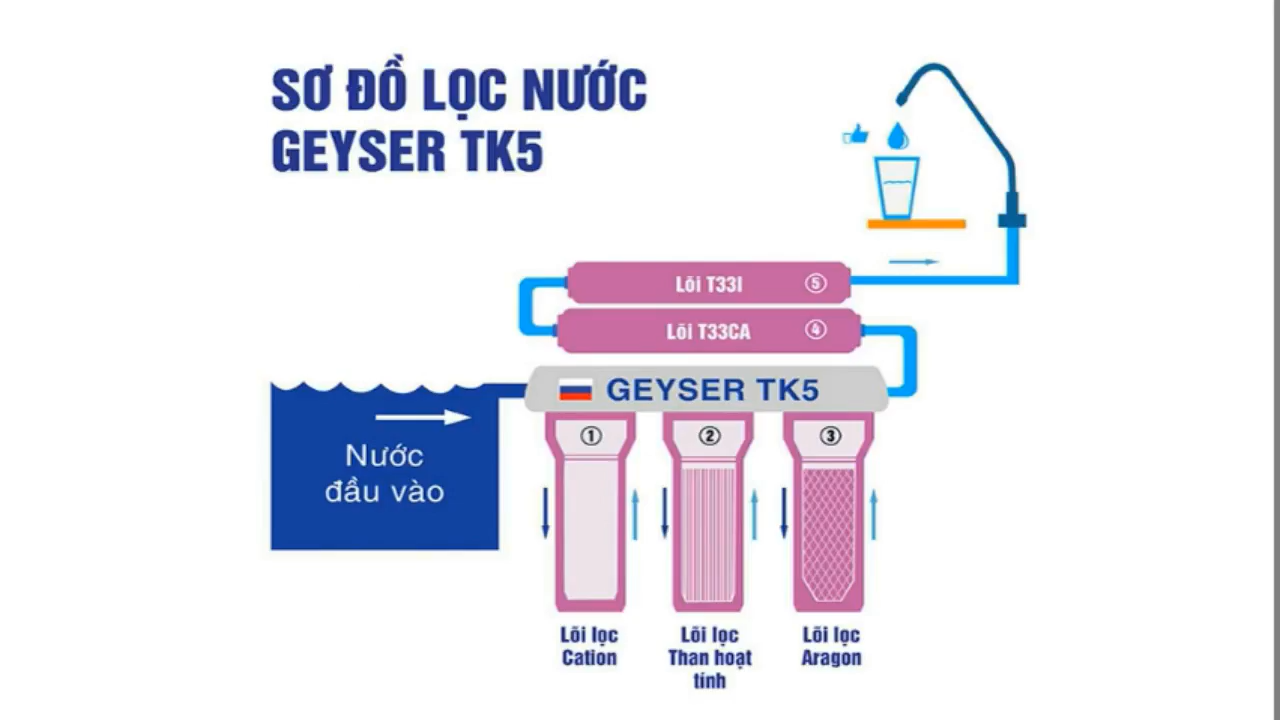 SƠ ĐỒ LỌC NƯỚC
GEYSER TK5
Lõi T33I ⑤
Lõi T33CA ④
GEYSER TK5
Nước
đầu vào
① ② ③
Lõi lọc
Cation
Lõi lọc
Than hoạt
tính
Lõi lọc
Aragon